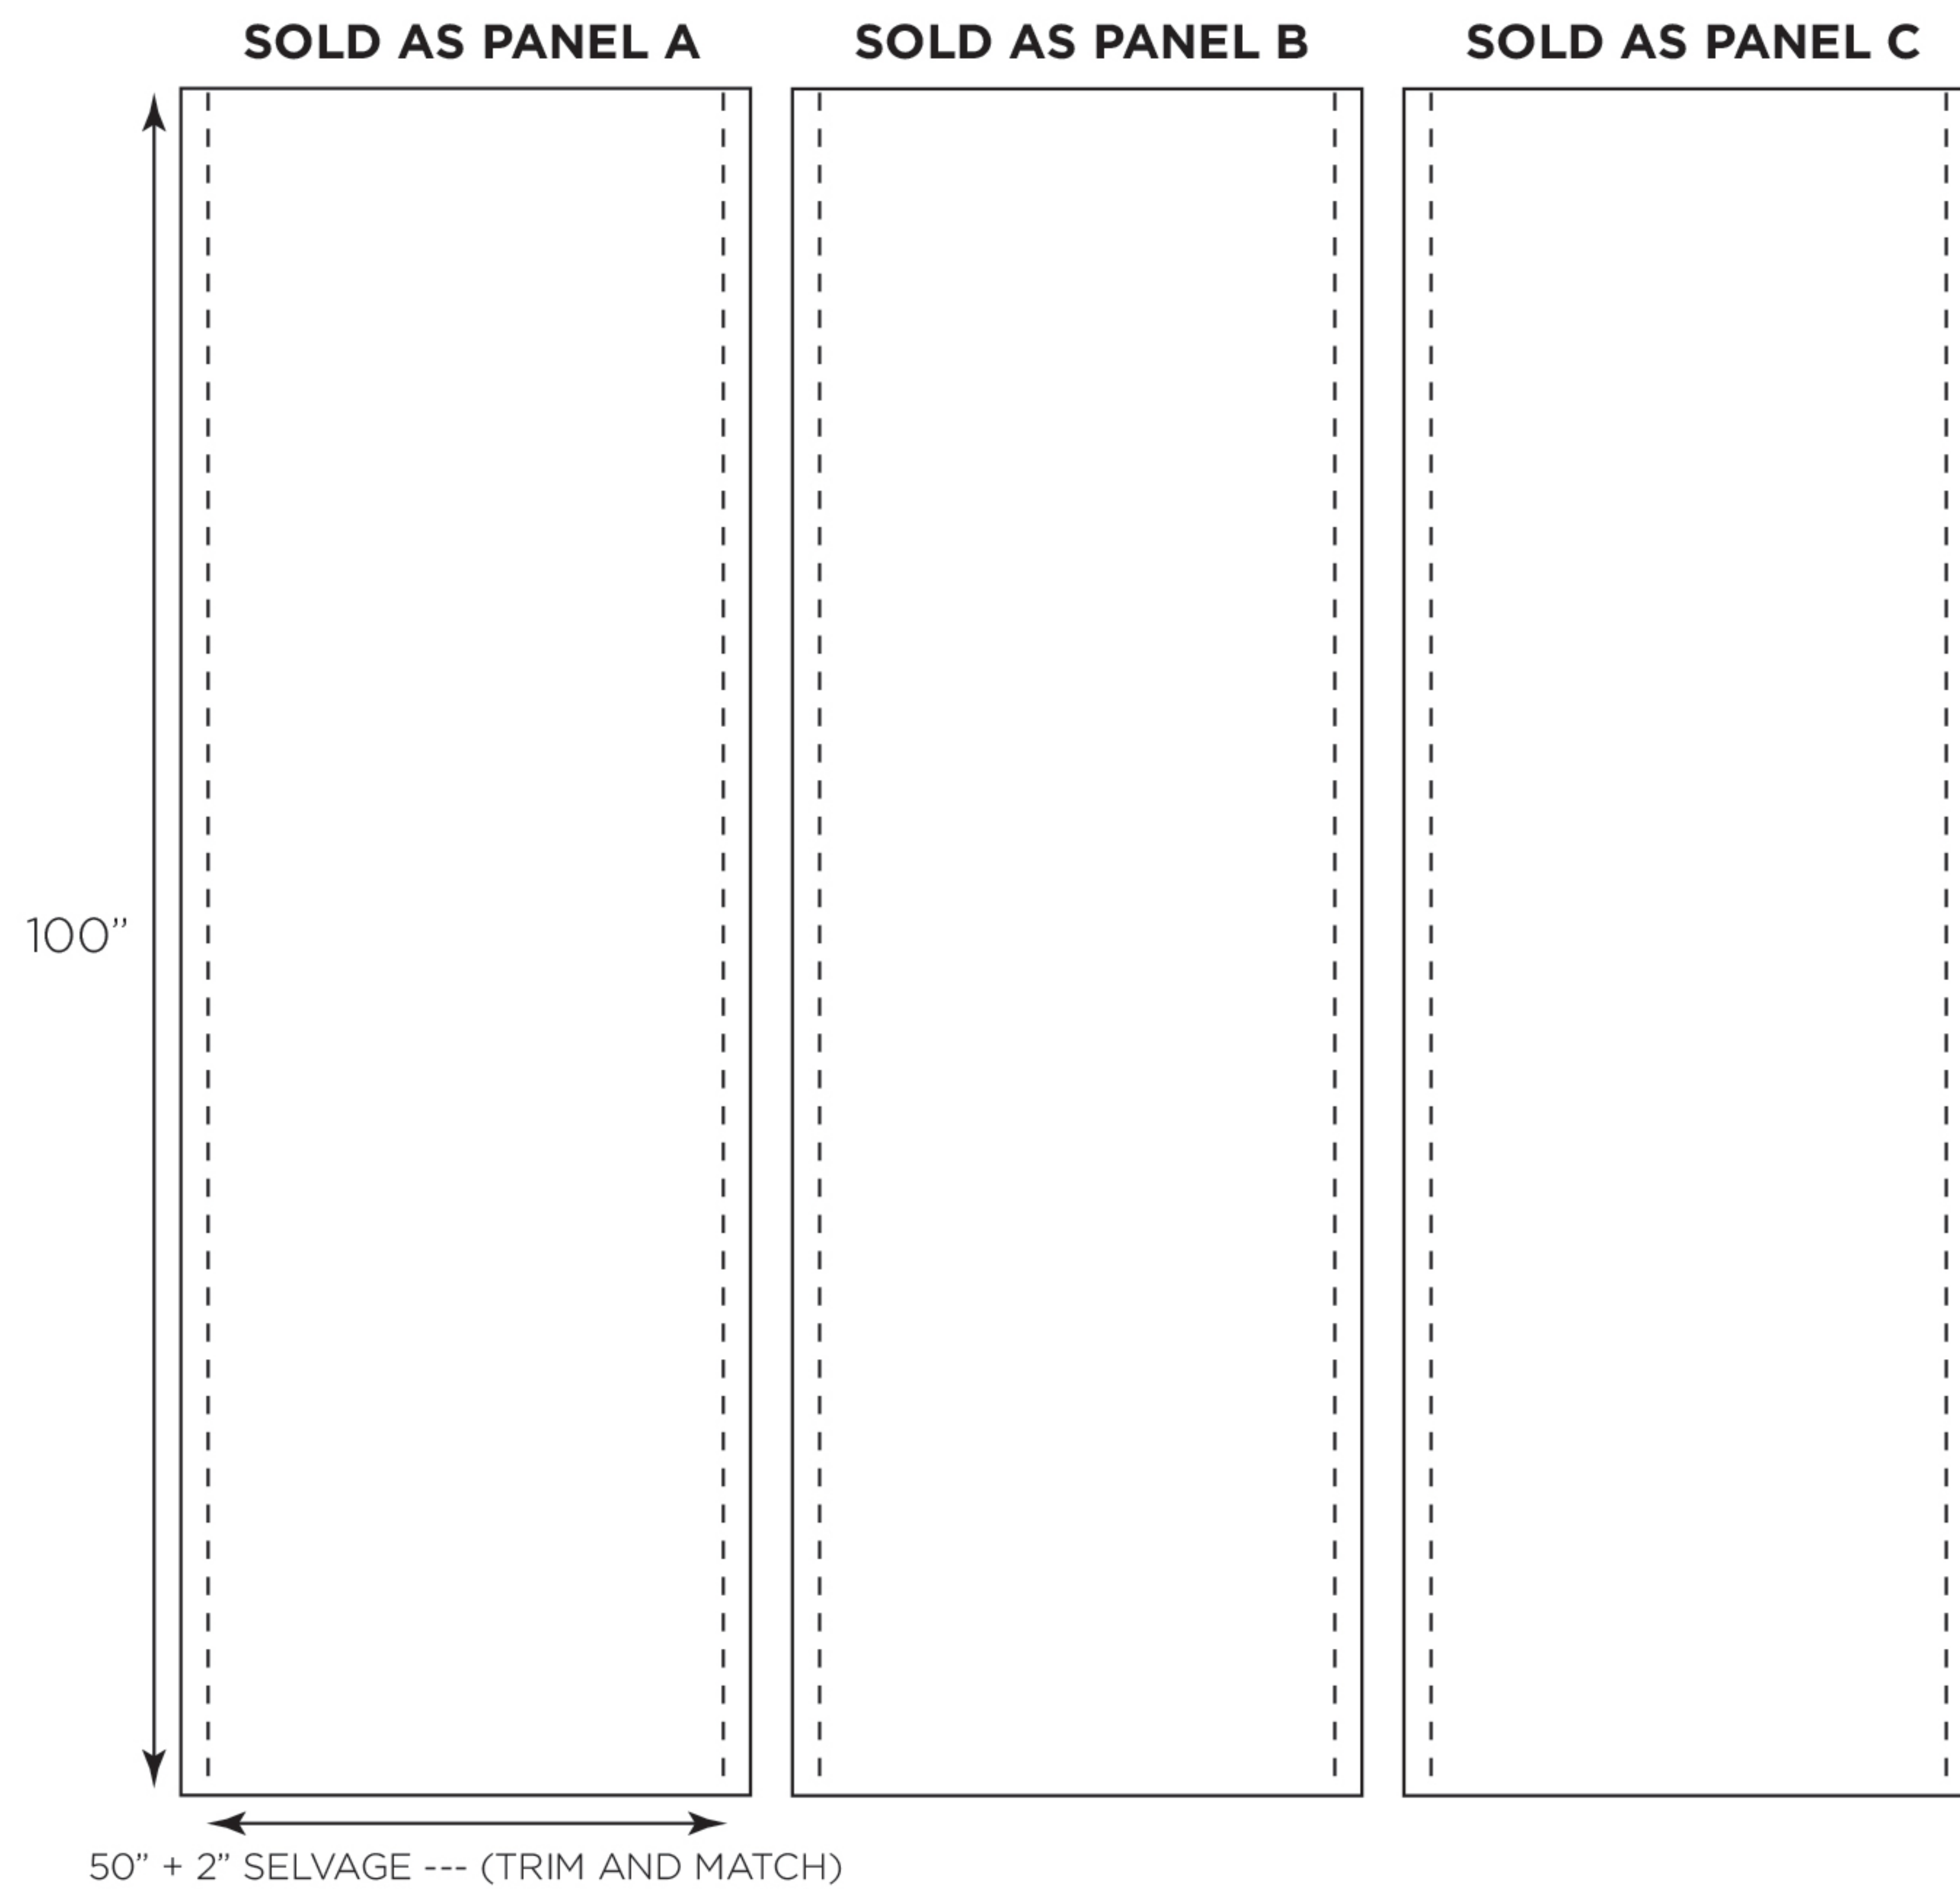 SOLD AS PANEL A
SOLD AS PANEL B
SOLD AS PANEL C
100”
50” + 2” SELVAGE --- (TRIM AND MATCH)